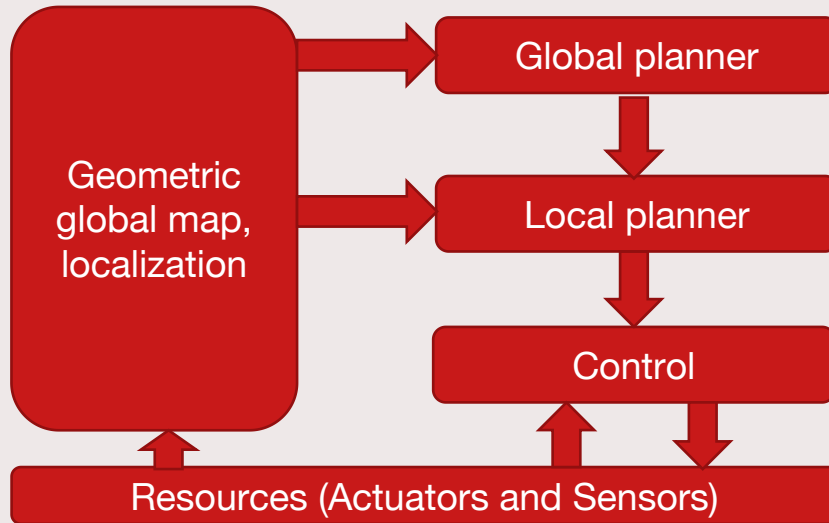 Global planner
Geometric
global map,
localization
Local planner
Control
Resources (Actuators and Sensors)